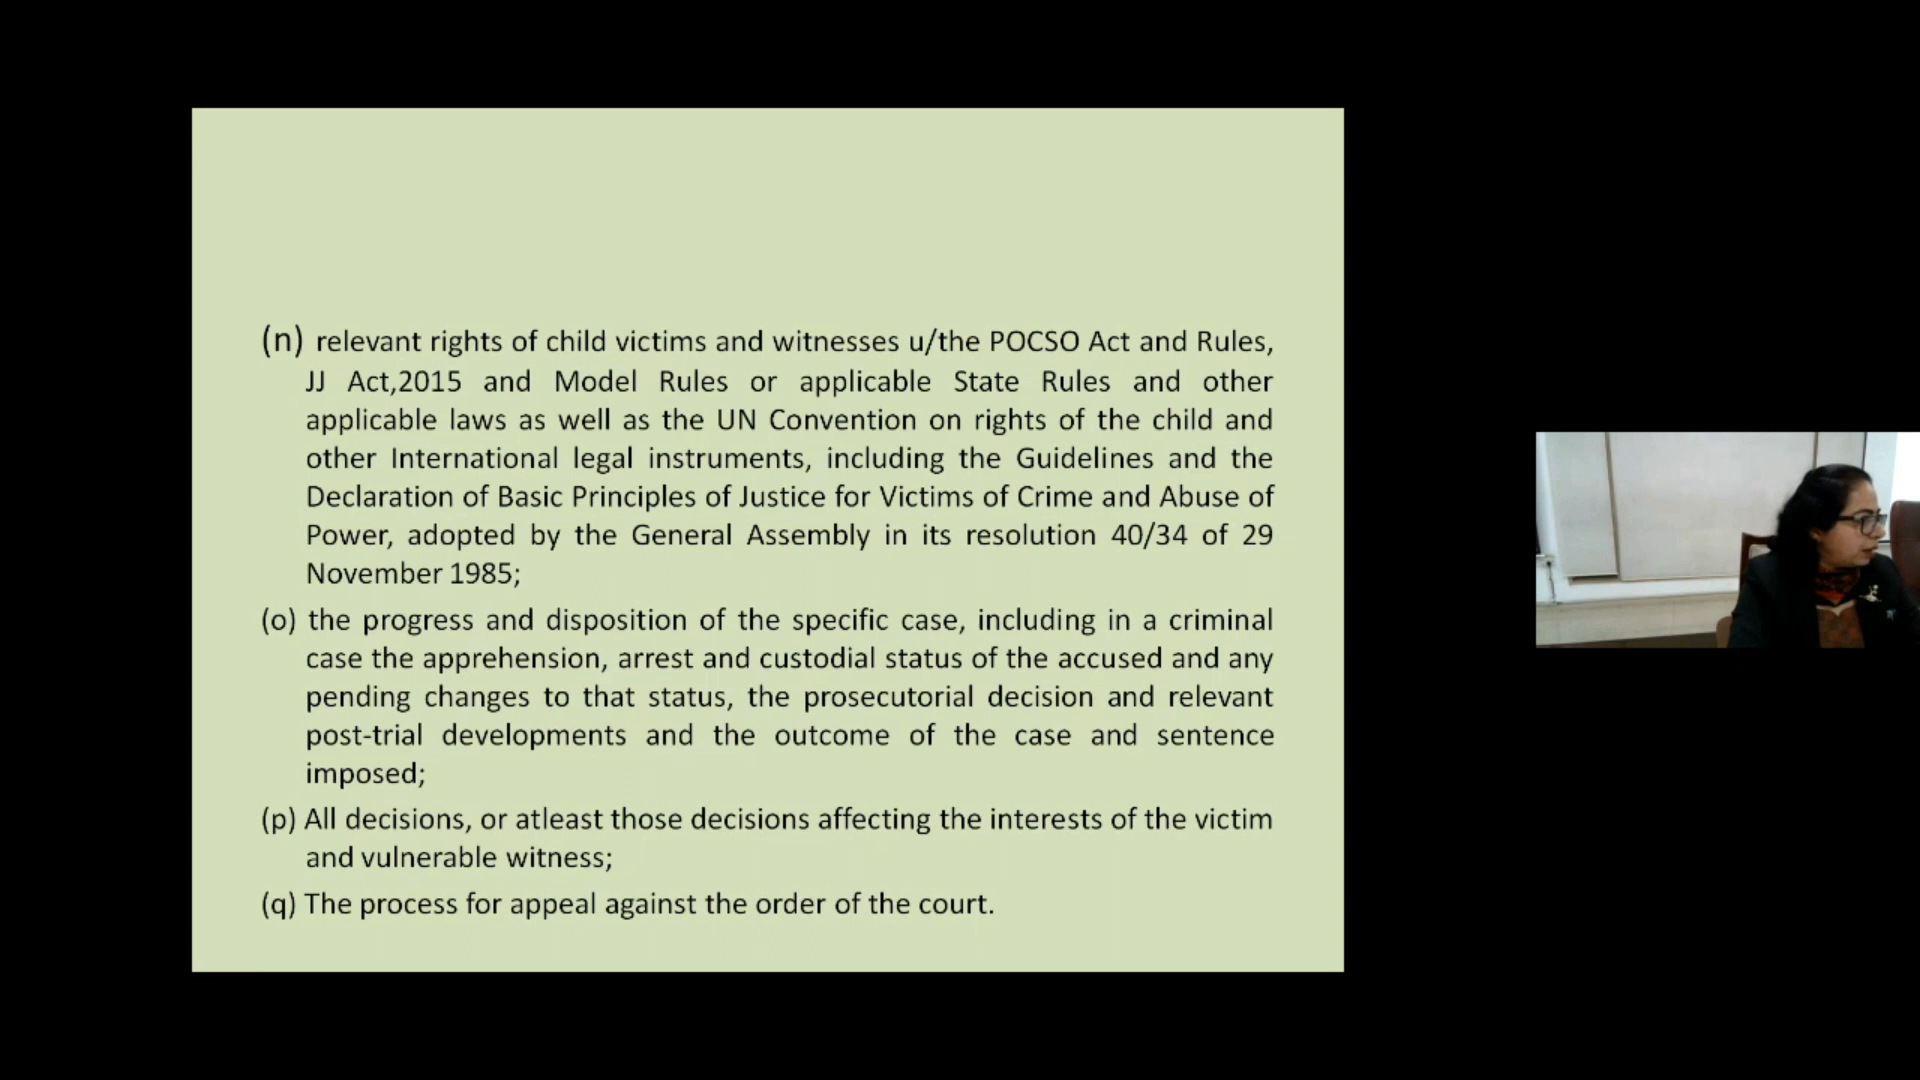 (n) relevant rights of child victims and witnesses u/the POCSO Act and Rules,
JJ Act,2015 and Model Rules or applicable State Rules and other
applicable laws as well as the UN Convention on rights of the child and
other International legal instruments, including the Guidelines and the
Declaration of Basic Principles of Justice for Victims of Crime and Abuse of
Power, adopted by the General Assembly in its resolution 40/34 of 29
November 1985;
(o) the progress and disposition of the specific case, including in a criminal
case the apprehension, arrest and custodial status of the accused and any
pending changes to that status, the prosecutorial decision and relevant
post-trial developments and the outcome of the case and sentence
imposed;
(p) All decisions, or atleast those decisions affecting the interests of the victim
and vulnerable witness;
(q) The process for appeal against the order of the court.